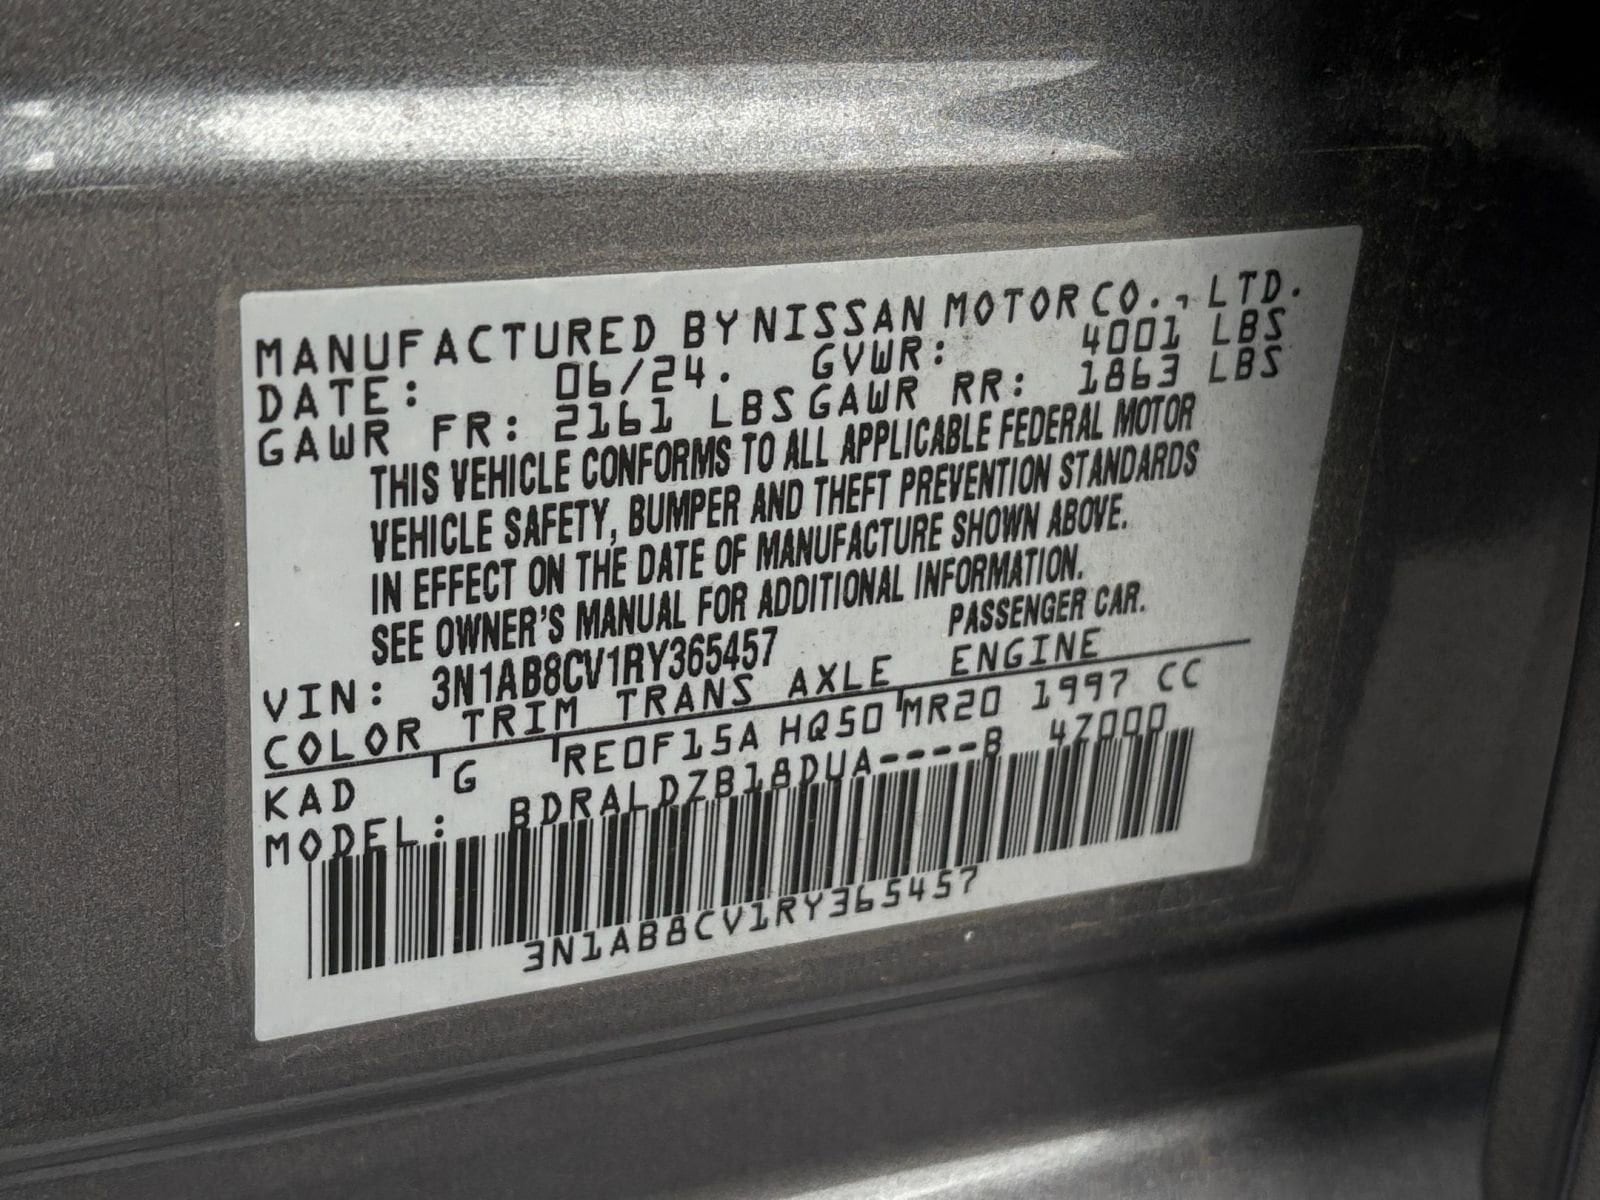 MANUFACTURED BY NISSAN MOTOR CO., LTD.
DATE: 06/24. GVWR: 4001 LBS
GAWR FR: 2161 LBS GAWR RR: 1863 LBS
THIS VEHICLE CONFORMS TO ALL APPLICABLE FEDERAL MOTOR
VEHICLE SAFETY, BUMPER AND THEFT PREVENTION STANDARDS
IN EFFECT ON THE DATE OF MANUFACTURE SHOWN ABOVE.
SEE OWNER'S MANUAL FOR ADDITIONAL INFORMATION.
VIN: 3N1AB8CV1RY365457 PASSENGER CAR.
COLOR TRIM TRANS AXLE ENGINE
KAD G RE0F15A HQ50 MR20 1997 CC
MODEL: BDRALDZB18DUA----B 4Z000
3N1AB8CV1RY365457